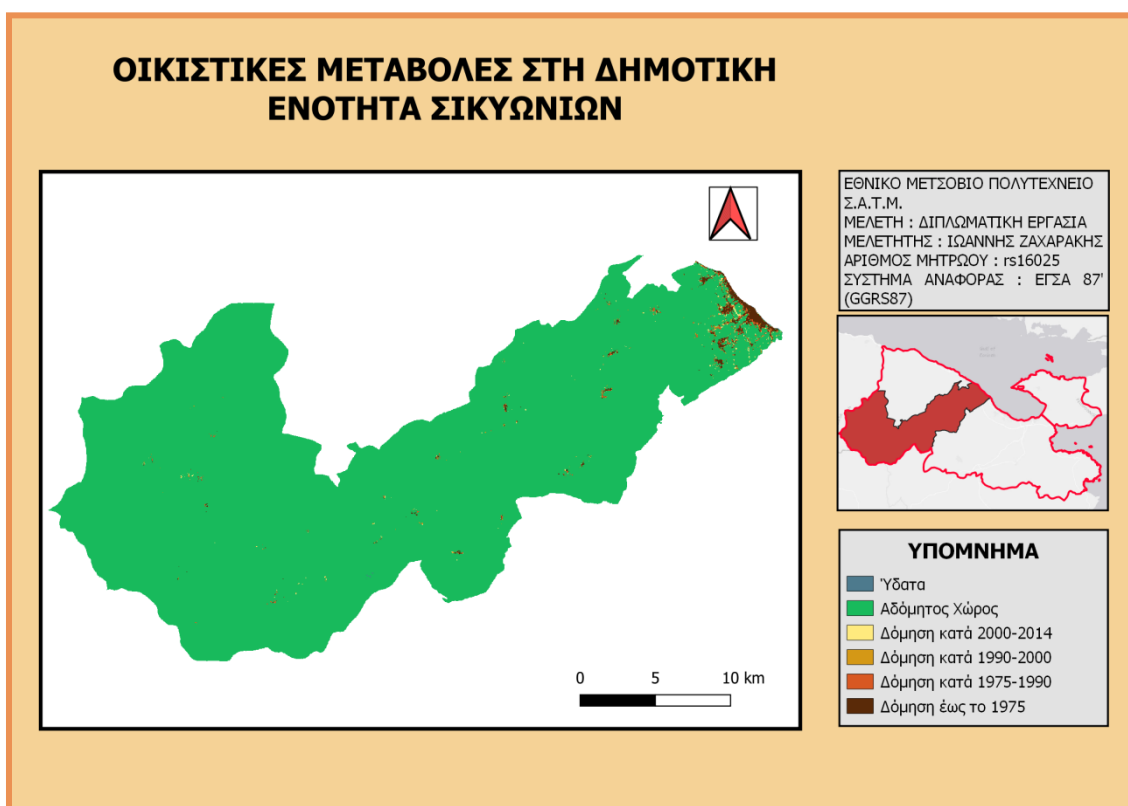 ΟΙΚΙΣΤΙΚΕΣ ΜΕΤΑΒΟΛΕΣ ΣΤΗ ΔΗΜΟΤΙΚΗ
ΕΝΟΤΗΤΑ ΣΙΚΥΩΝΙΩΝ
ΕΘΝΙΚΟ ΜΕΤΣΟΒΙΟ ΠΟΛΥΤΕΧΝΕΙΟ
Σ.Α.Τ.Μ.
ΜΕΛΕΤΗ : ΔΙΠΛΩΜΑΤΙΚΗ ΕΡΓΑΣΙΑ
ΜΕΛΕΤΗΤΗΣ : ΙΩΑΝΝΗΣ ΖΑΧΑΡΑΚΗΣ
ΑΡΙΘΜΟΣ ΜΗΤΡΩΟΥ : rs16025
ΣΥΣΤΗΜΑ ΑΝΑΦΟΡΑΣ : ΕΓΣΑ 87'
(GGRS87)
ΥΠΟΜΝΗΜΑ
Ύδατα
Αδόμητος Χώρος
Δόμηση κατά 2000-2014
Δόμηση κατά 1990-2000
Δόμηση κατά 1975-1990
Δόμηση έως το 1975
0 5 10 km